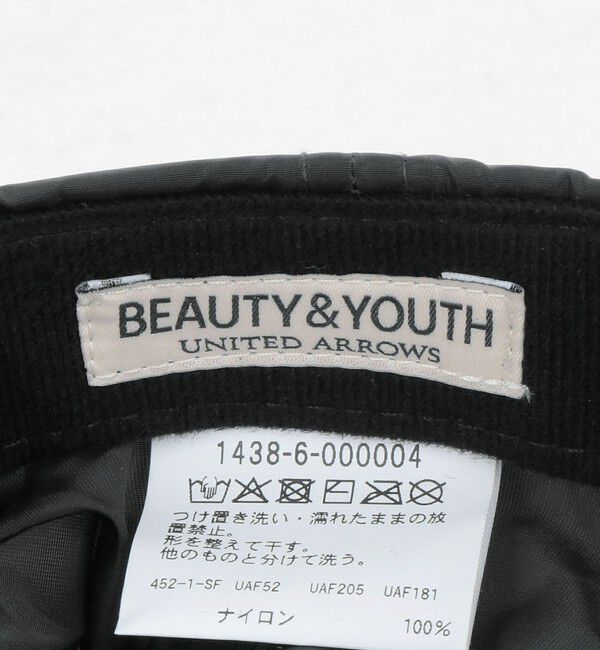 BEAUTY&YOUTH
UNITED ARROWS
1438-6-000004
つけ置き洗い・濡れたままの放
置禁止。
形を整えて干す。
他のものと分けて洗う。
452-1-SF UAF52 UAF205 UAF181
ナイロン 100%